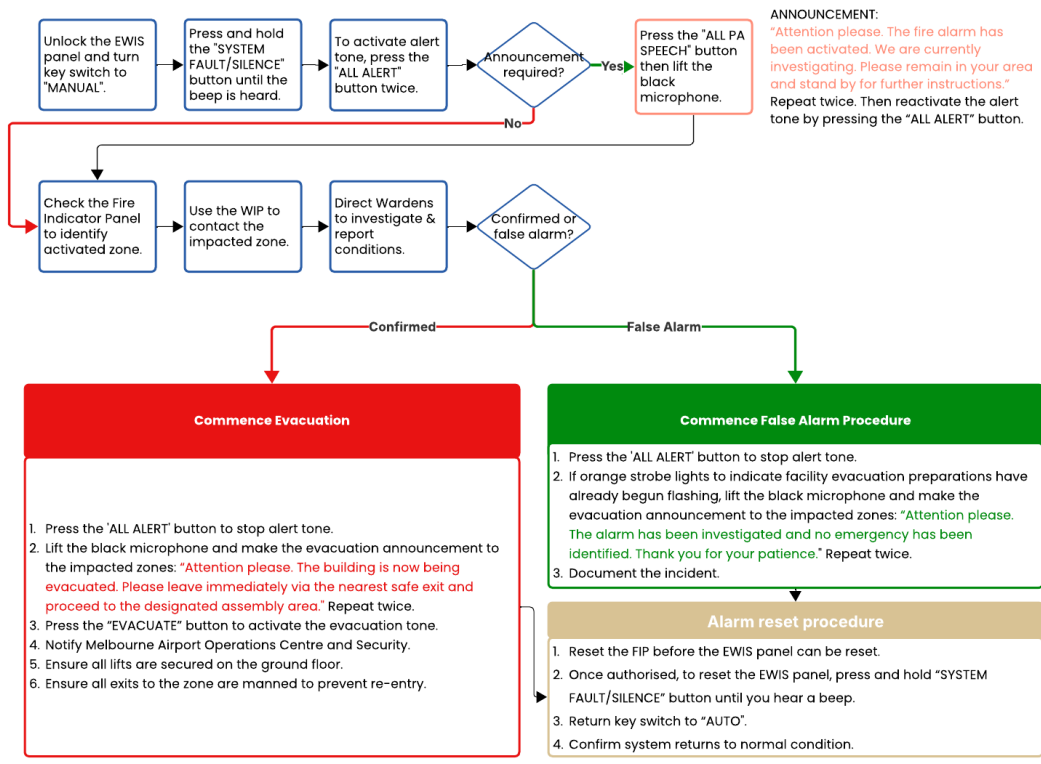 Unlock the EWIS
panel and turn
key switch to
"MANUAL".
Press and hold
the "SYSTEM
FAULT/SILENCE"
button until the
beep is heard.
To activate alert
tone, press the
"ALL ALERT"
button twice.
Announcement
required?
Yes
No
Press the "ALL PA
SPEECH" button
then lift the
black
microphone.
ANNOUNCEMENT:
“Attention please. The fire alarm has
been activated. We are currently
investigating. Please remain in your area
and stand by for further instructions.”
Repeat twice. Then reactivate the alert
tone by pressing the “ALL ALERT” button.
Check the Fire
Indicator Panel
to identify
activated zone.
Use the WIP to
contact the
impacted zone.
Direct Wardens
to investigate &
report
conditions.
Confirmed or
false alarm?
Confirmed
False Alarm
Commence Evacuation
1. Press the 'ALL ALERT' button to stop alert tone.
2. Lift the black microphone and make the evacuation announcement to
the impacted zones: “Attention please. The building is now being
evacuated. Please leave immediately via the nearest safe exit and
proceed to the designated assembly area." Repeat twice.
3. Press the “EVACUATE” button to activate the evacuation tone.
4. Notify Melbourne Airport Operations Centre and Security.
5. Ensure all lifts are secured on the ground floor.
6. Ensure all exits to the zone are manned to prevent re-entry.
Commence False Alarm Procedure
1. Press the 'ALL ALERT' button to stop alert tone.
2. If orange strobe lights to indicate facility evacuation preparations have
already begun flashing, lift the black microphone and make the
evacuation announcement to the impacted zones: “Attention please.
The alarm has been investigated and no emergency has been
identified. Thank you for your patience." Repeat twice.
3. Document the incident.
Alarm reset procedure
1. Reset the FIP before the EWIS panel can be reset.
2. Once authorised, to reset the EWIS panel, press and hold “SYSTEM
FAULT/SILENCE” button until you hear a beep.
3. Return key switch to “AUTO”.
4. Confirm system returns to normal condition.